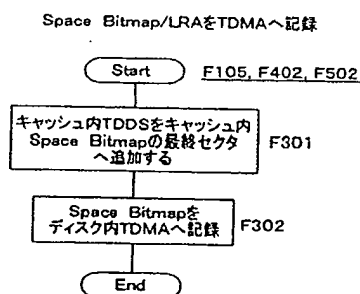 Space Bitmap/LRAをTDMAへ記録
Start
F105, F402, F502
キャッシュ内TDDSをキャッシュ内
Space Bitmapの最終セクタ
へ追加する
F301
Space Bitmapを
ディスク内TDMAへ記録
F302
End